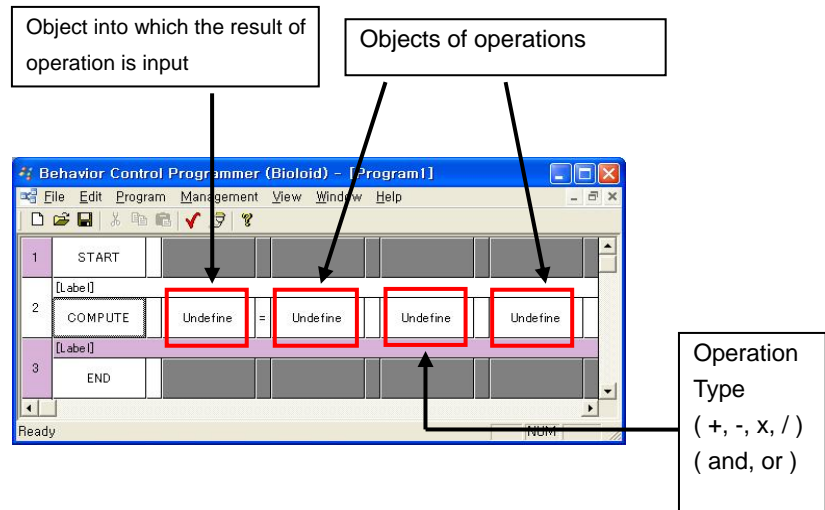 Object into which the result of
operation is input
Objects of operations
Behavior Control Programmer (Bioloid) - [Program1]
File Edit Program Management View Window Help
1 START
[Label]
2 COMPUTE Undefine = Undefine Undefine Undefine
[Label]
3 END
Ready NUM
Operation
Type
( +, -, x, / )
( and, or )